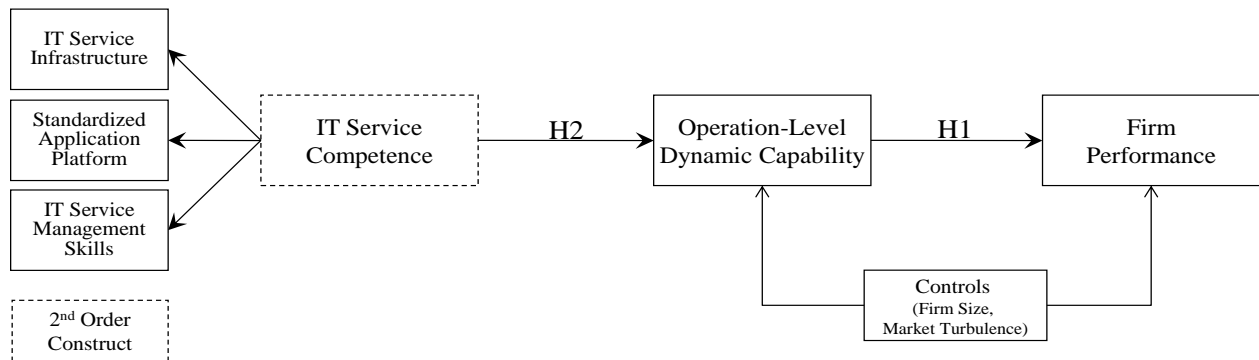 IT Service
Infrastructure
Standardized
Application
Platform
IT Service
Management
Skills
2nd Order
Construct
IT Service
Competence
H2
Operation-Level
Dynamic Capability
H1
Firm
Performance
Controls
(Firm Size,
Market Turbulence)